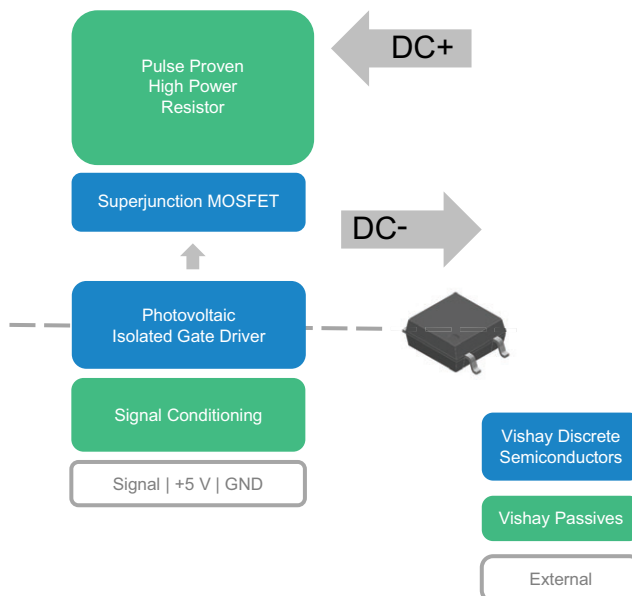 Pulse Proven
High Power
Resistor
DC+
Superjunction MOSFET
DC-
Photovoltaic
Isolated Gate Driver
Signal Conditioning
Signal | +5 V | GND
Vishay Discrete
Semiconductors
Vishay Passives
External